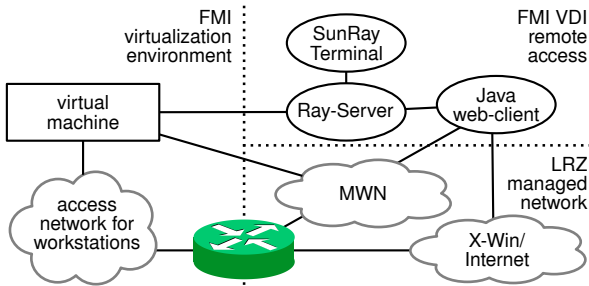 FMI
virtualization
environment
FMI VDI
remote
access
SunRay
Terminal
virtual
machine
Ray-Server
Java
web-client
LRZ
managed
network
MWN
access
network for
workstations
X-Win/
Internet